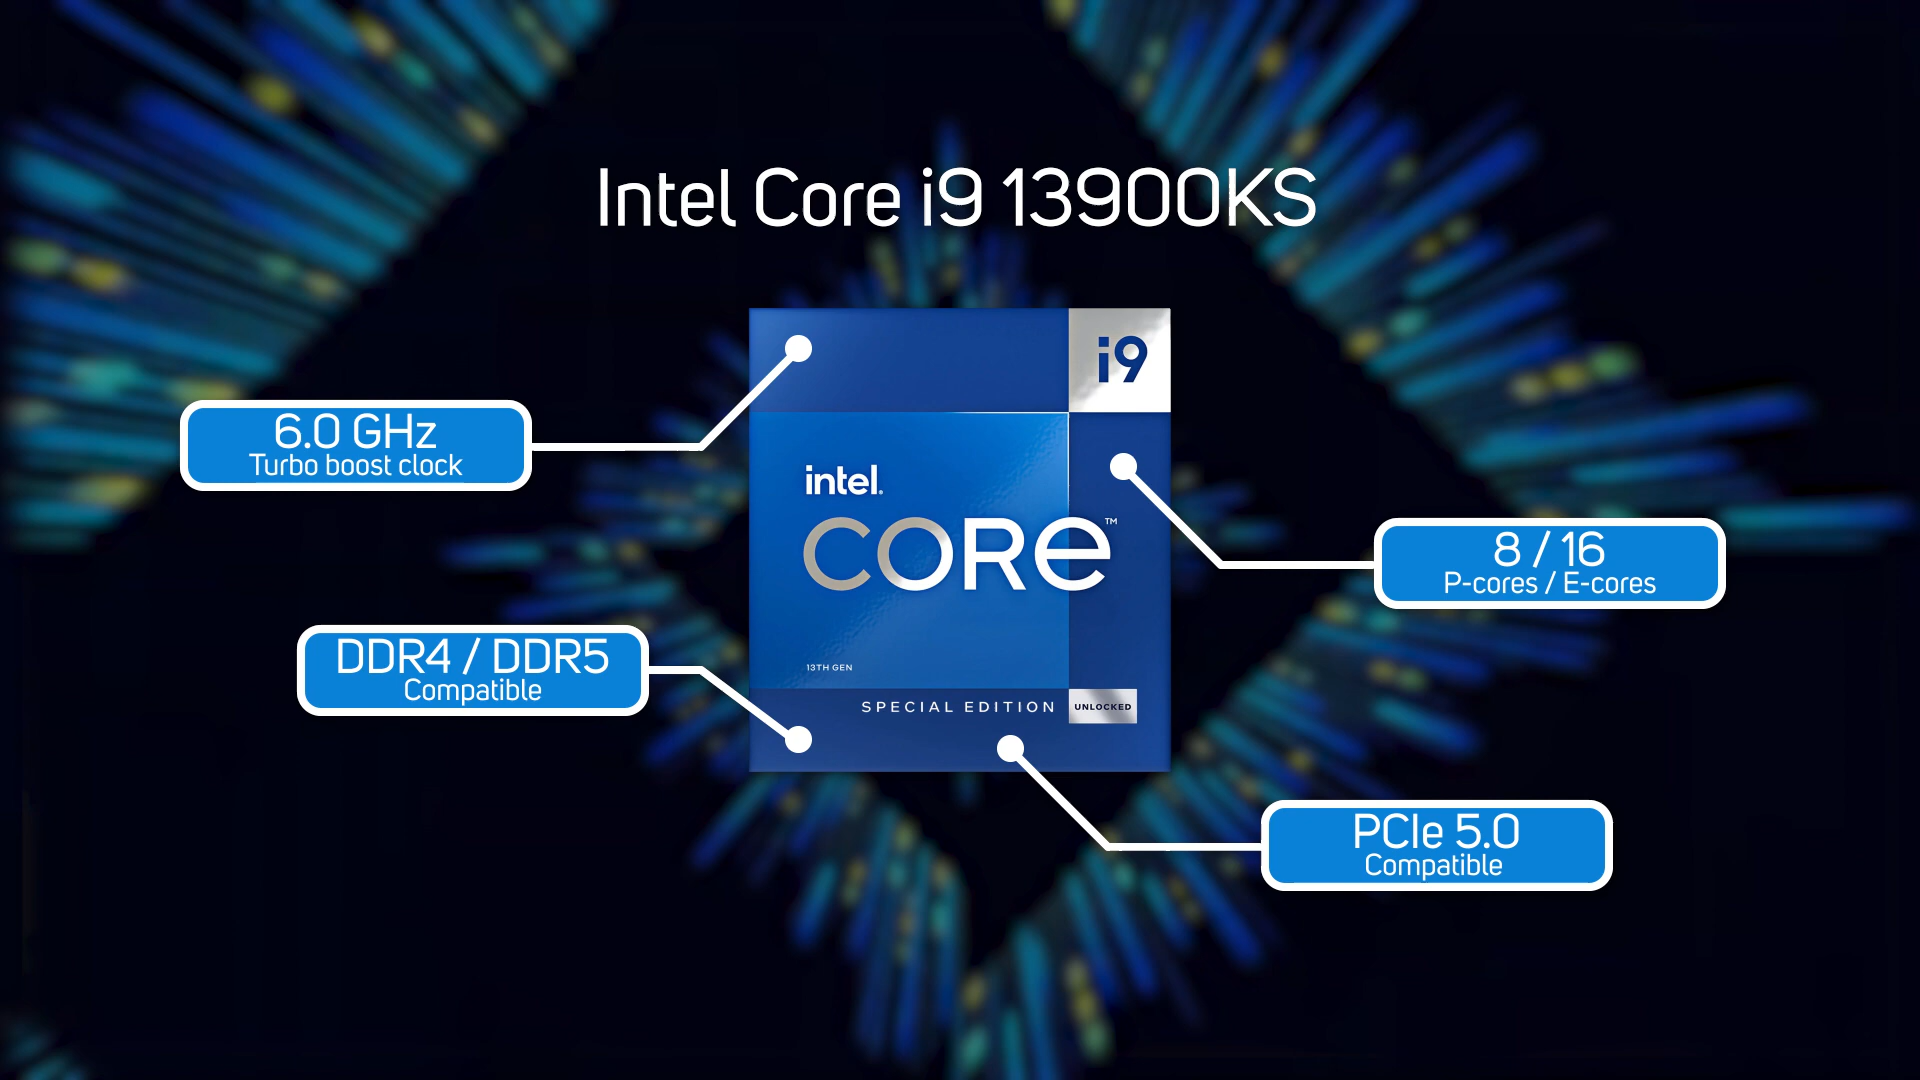 Intel Core i9 13900KS
i9
6.0 GHz
Turbo boost clock
intel.
CORE™
8 / 16
P-cores / E-cores
DDR4 / DDR5
Compatible
13TH GEN
SPECIAL EDITION
UNLOCKED
PCIe 5.0
Compatible